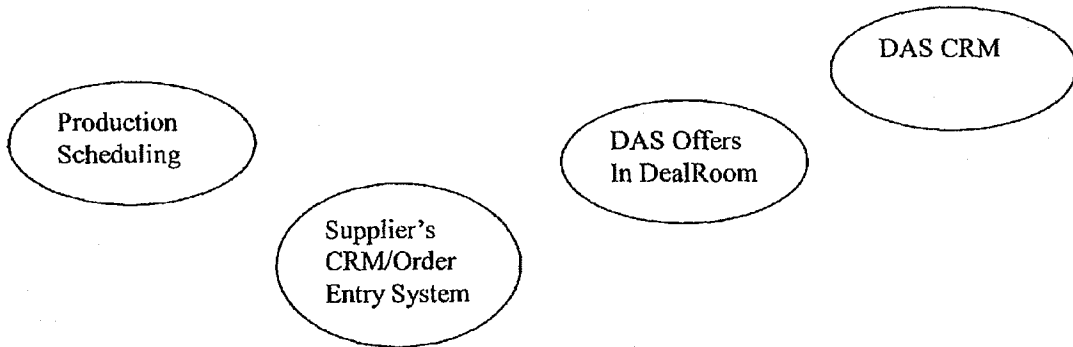 Production
Scheduling
Supplier's
CRM/Order
Entry System
DAS Offers
In DealRoom
DAS CRM